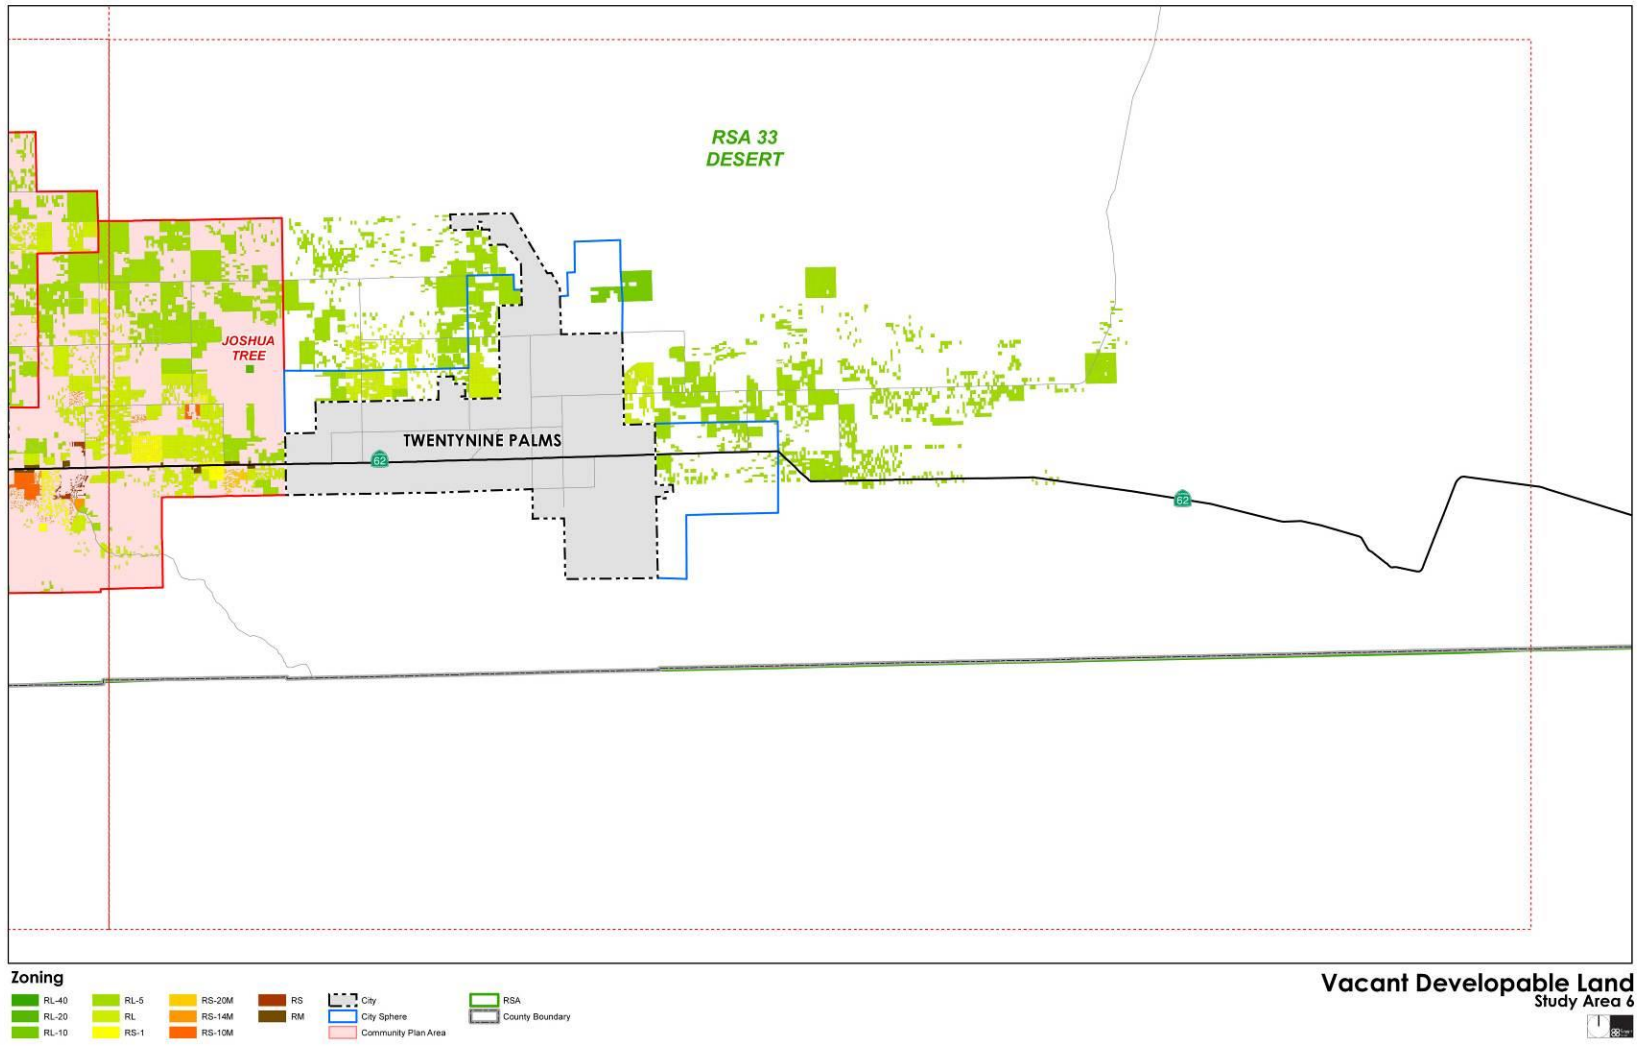 RSA 33
DESERT
JOSHUA
TREE
TWENTYNINE PALMS
62
62
Zoning
RL-40
RL-20
RL-10
RL-5
RL
RS-1
RS-20M
RS-14M
RS-10M
RS
RM
City
City Sphere
Community Plan Area
RSA
County Boundary
Vacant Developable Land
Study Area 6